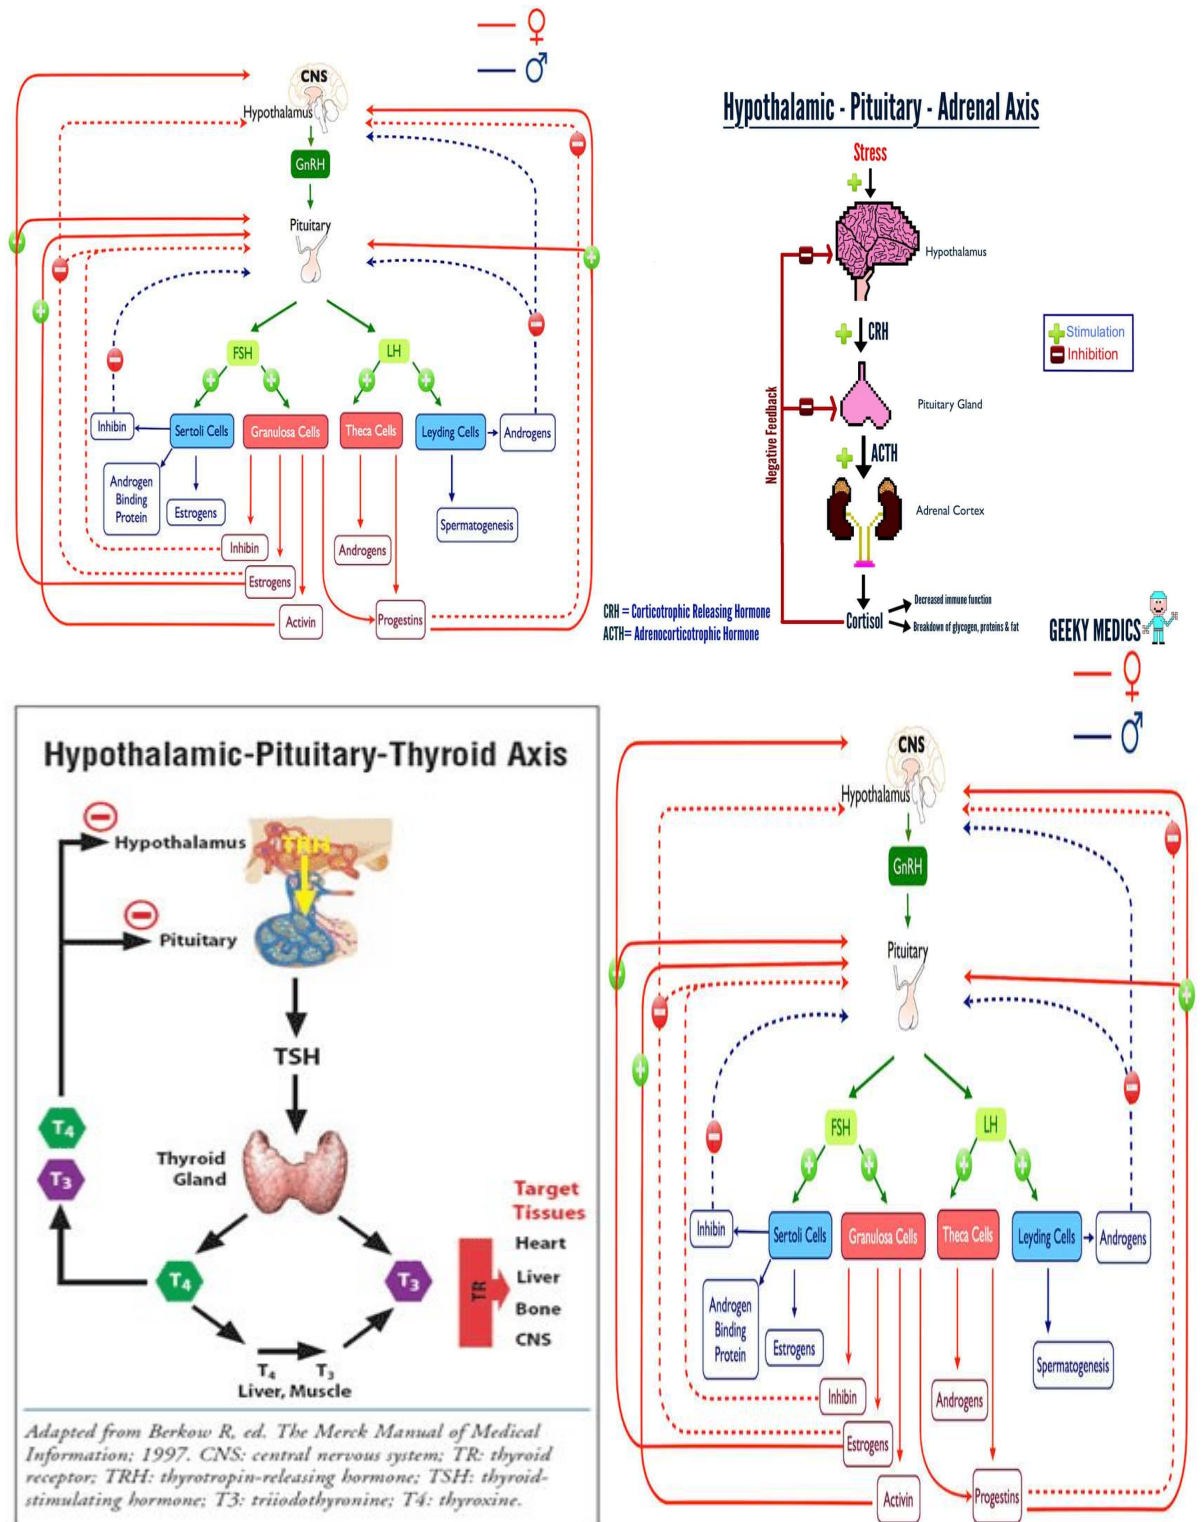 ♀
♂
CNS
Hypothalamus
GnRH
Pituitary
FSH
LH
Inhibin
Sertoli Cells
Granulosa Cells
Theca Cells
Leyding Cells
Androgens
Androgen
Binding
Protein
Estrogens
Spermatogenesis
Inhibin
Androgens
Estrogens
Activin
Progestins
Hypothalamic - Pituitary - Adrenal Axis
Stress
Hypothalamus
CRH
Stimulation
Inhibition
Pituitary Gland
Negative Feedback
ACTH
Adrenal Cortex
Cortisol
Decreased immune function
Breakdown of glycogen, proteins & fat
CRH = Corticotrophic Releasing Hormone
ACTH= Adrenocorticotrophic Hormone
GEEKY MEDICS
Hypothalamic-Pituitary-Thyroid Axis
Hypothalamus
TRH
Pituitary
TSH
T4
T3
Thyroid
Gland
Target
Tissues
Heart
Liver
Bone
CNS
TR
T4
T3
T4 T3
Liver, Muscle
Adapted from Berkow R, ed. The Merck Manual of Medical
Information; 1997. CNS: central nervous system; TR: thyroid
receptor; TRH: thyrotropin-releasing hormone; TSH: thyroid-
stimulating hormone; T3: triiodothyronine; T4: thyroxine.
♀
♂
CNS
Hypothalamus
GnRH
Pituitary
FSH
LH
Inhibin
Sertoli Cells
Granulosa Cells
Theca Cells
Leyding Cells
Androgens
Androgen
Binding
Protein
Estrogens
Spermatogenesis
Inhibin
Androgens
Estrogens
Activin
Progestins